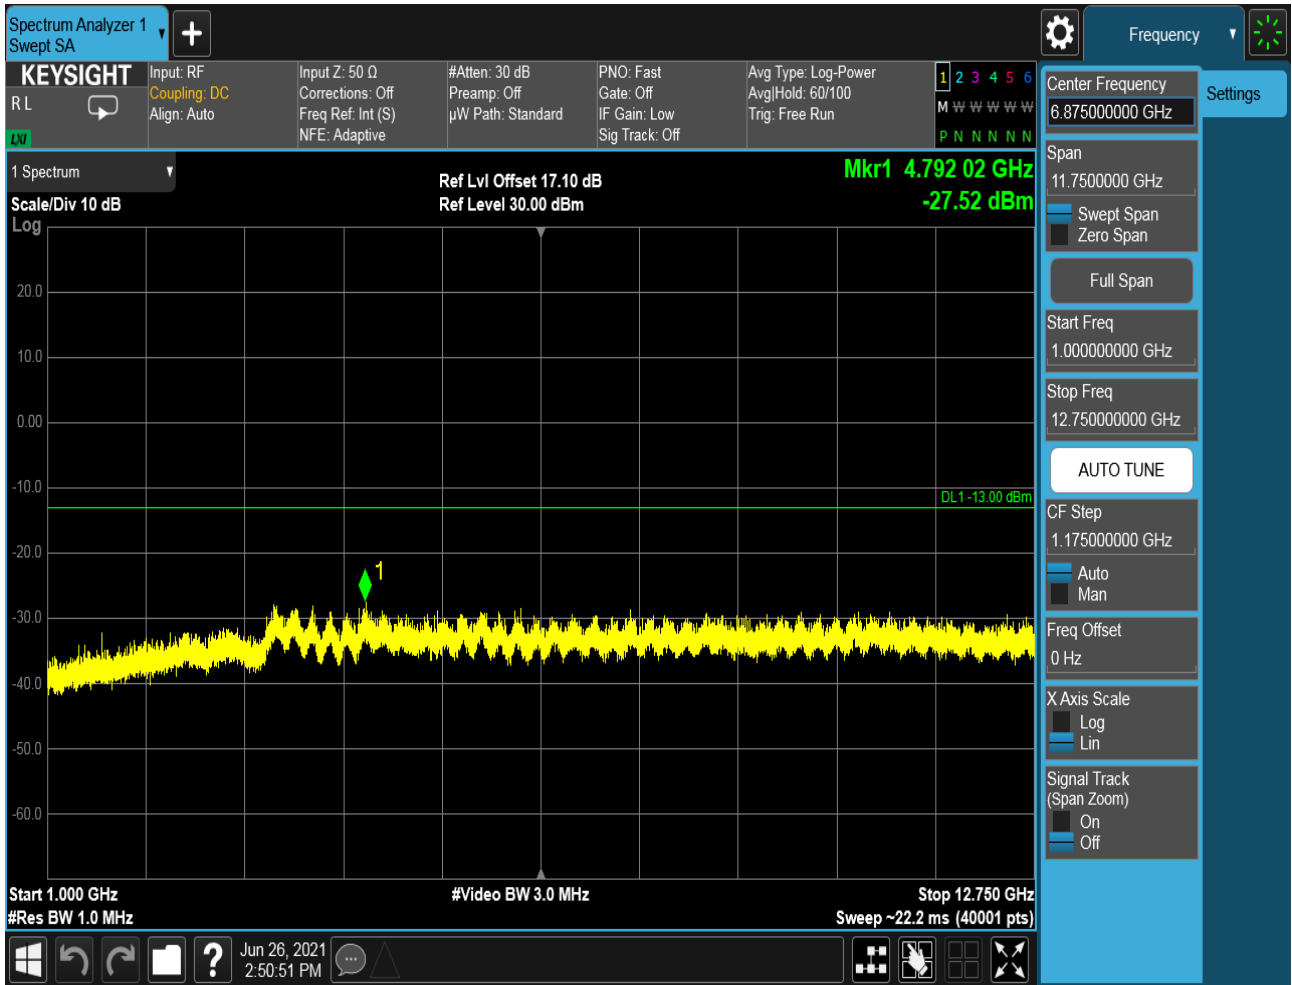 Spectrum Analyzer 1
Swept SA
Frequency
KEYSIGHT
R L
LXI
Input: RF
Coupling: DC
Align: Auto
Input Z: 50 Ω
Corrections: Off
Freq Ref: Int (S)
NFE: Adaptive
#Atten: 30 dB
Preamp: Off
µW Path: Standard
PNO: Fast
Gate: Off
IF Gain: Low
Sig Track: Off
Avg Type: Log-Power
Avg|Hold: 60/100
Trig: Free Run
1 2 3 4 5 6
M W W W W W
P N N N N N
1 Spectrum
Scale/Div 10 dB
Log
Ref Lvl Offset 17.10 dB
Ref Level 30.00 dBm
Mkr1 4.792 02 GHz
-27.52 dBm
20.0
10.0
0.00
-10.0
DL1 -13.00 dBm
-20.0
1
-30.0
-40.0
-50.0
-60.0
Start 1.000 GHz
#Video BW 3.0 MHz
Stop 12.750 GHz
#Res BW 1.0 MHz
Sweep ~22.2 ms (40001 pts)
Jun 26, 2021
2:50:51 PM
?
Center Frequency
6.875000000 GHz
Settings
Span
11.7500000 GHz
Swept Span
Zero Span
Full Span
Start Freq
1.000000000 GHz
Stop Freq
12.750000000 GHz
AUTO TUNE
CF Step
1.175000000 GHz
Auto
Man
Freq Offset
0 Hz
X Axis Scale
Log
Lin
Signal Track
(Span Zoom)
On
Off